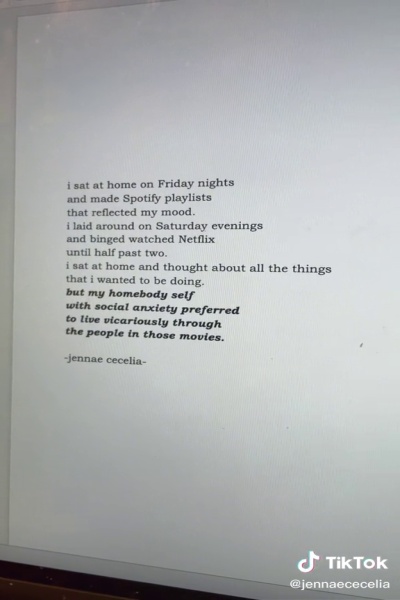 i sat at home on Friday nights
and made Spotify playlists
that reflected my mood.
i laid around on Saturday evenings
and binged watched Netflix
until half past two.
i sat at home and thought about all the things
that i wanted to be doing.
but my homebody self
with social anxiety preferred
to live vicariously through
the people in those movies.
-jennae cecelia-
TikTok
@jennaececelia